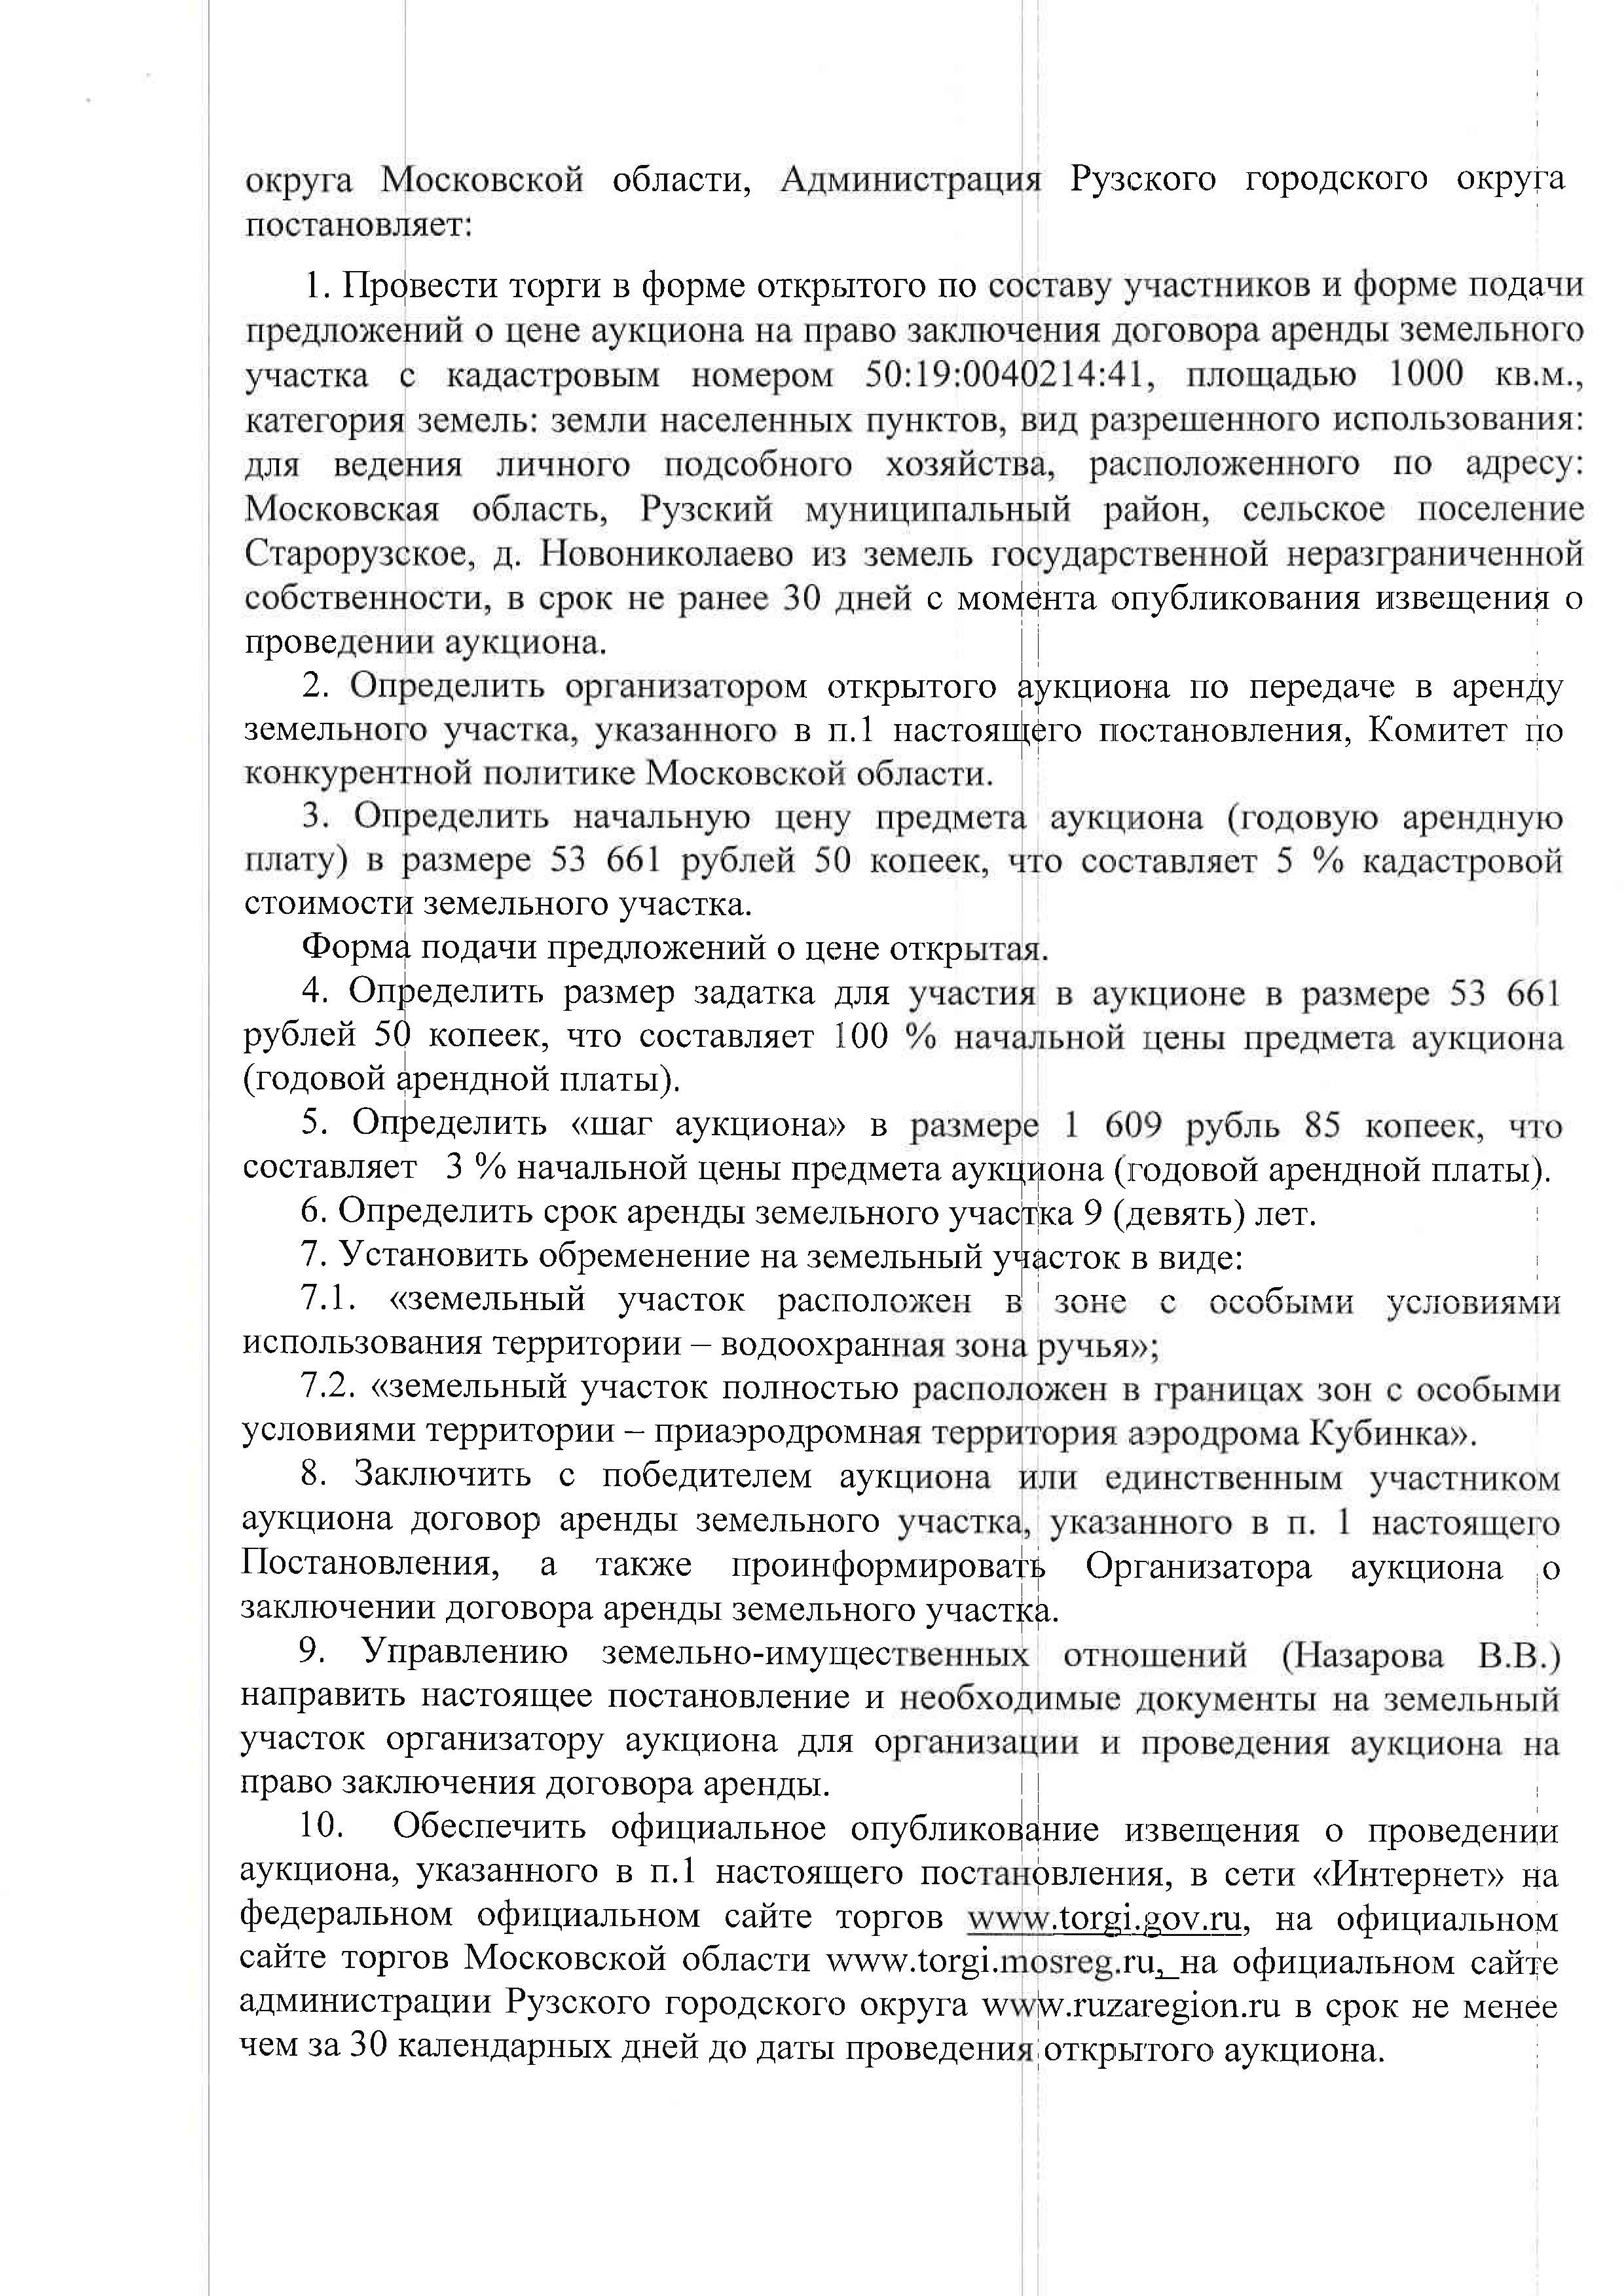 округа Московской области, Администрация Рузского городского округа
постановляет:
1. Провести торги в форме открытого по составу участников и форме подачи
предложений о цене аукциона на право заключения договора аренды земельного
участка с кадастровым номером 50:19:0040214:41, площадью 1000 кв.м.,
категория земель: земли населенных пунктов, вид разрешенного использования:
для ведения личного подсобного хозяйства, расположенного по адресу:
Московская область, Рузский муниципальный район, сельское поселение
Старорузское, д. Новониколаево из земель государственной неразграниченной
собственности, в срок не ранее 30 дней с момента опубликования извещения о
проведении аукциона.
2. Определить организатором открытого аукциона по передаче в аренду
земельного участка, указанного в п.1 настоящего постановления, Комитет по
конкурентной политике Московской области.
3. Определить начальную цену предмета аукциона (годовую арендную
плату) в размере 53 661 рублей 50 копеек, что составляет 5 % кадастровой
стоимости земельного участка.
Форма подачи предложений о цене открытая.
4. Определить размер задатка для участия в аукционе в размере 53 661
рублей 50 копеек, что составляет 100 % начальной цены предмета аукциона
(годовой арендной платы).
5. Определить «шаг аукциона» в размере 1 609 рубль 85 копеек, что
составляет 3 % начальной цены предмета аукциона (годовой арендной платы).
6. Определить срок аренды земельного участка 9 (девять) лет.
7. Установить обременение на земельный участок в виде:
7.1. «земельный участок расположен в зоне с особыми условиями
использования территории – водоохранная зона ручья»;
7.2. «земельный участок полностью расположен в границах зон с особыми
условиями территории – приаэродромная территория аэродрома Кубинка».
8. Заключить с победителем аукциона или единственным участником
аукциона договор аренды земельного участка, указанного в п. 1 настоящего
Постановления, а также проинформировать Организатора аукциона о
заключении договора аренды земельного участка.
9. Управлению земельно-имущественных отношений (Назарова В.В.)
направить настоящее постановление и необходимые документы на земельный
участок организатору аукциона для организации и проведения аукциона на
право заключения договора аренды.
10. Обеспечить официальное опубликование извещения о проведении
аукциона, указанного в п.1 настоящего постановления, в сети «Интернет» на
федеральном официальном сайте торгов www.torgi.gov.ru, на официальном
сайте торгов Московской области www.torgi.mosreg.ru, на официальном сайте
администрации Рузского городского округа www.ruzaregion.ru в срок не менее
чем за 30 календарных дней до даты проведения открытого аукциона.